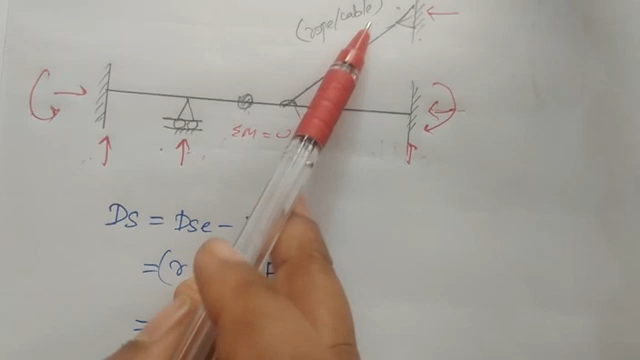 (rope/cable)
ΣM = 0
DS = Dse -
= (r
=